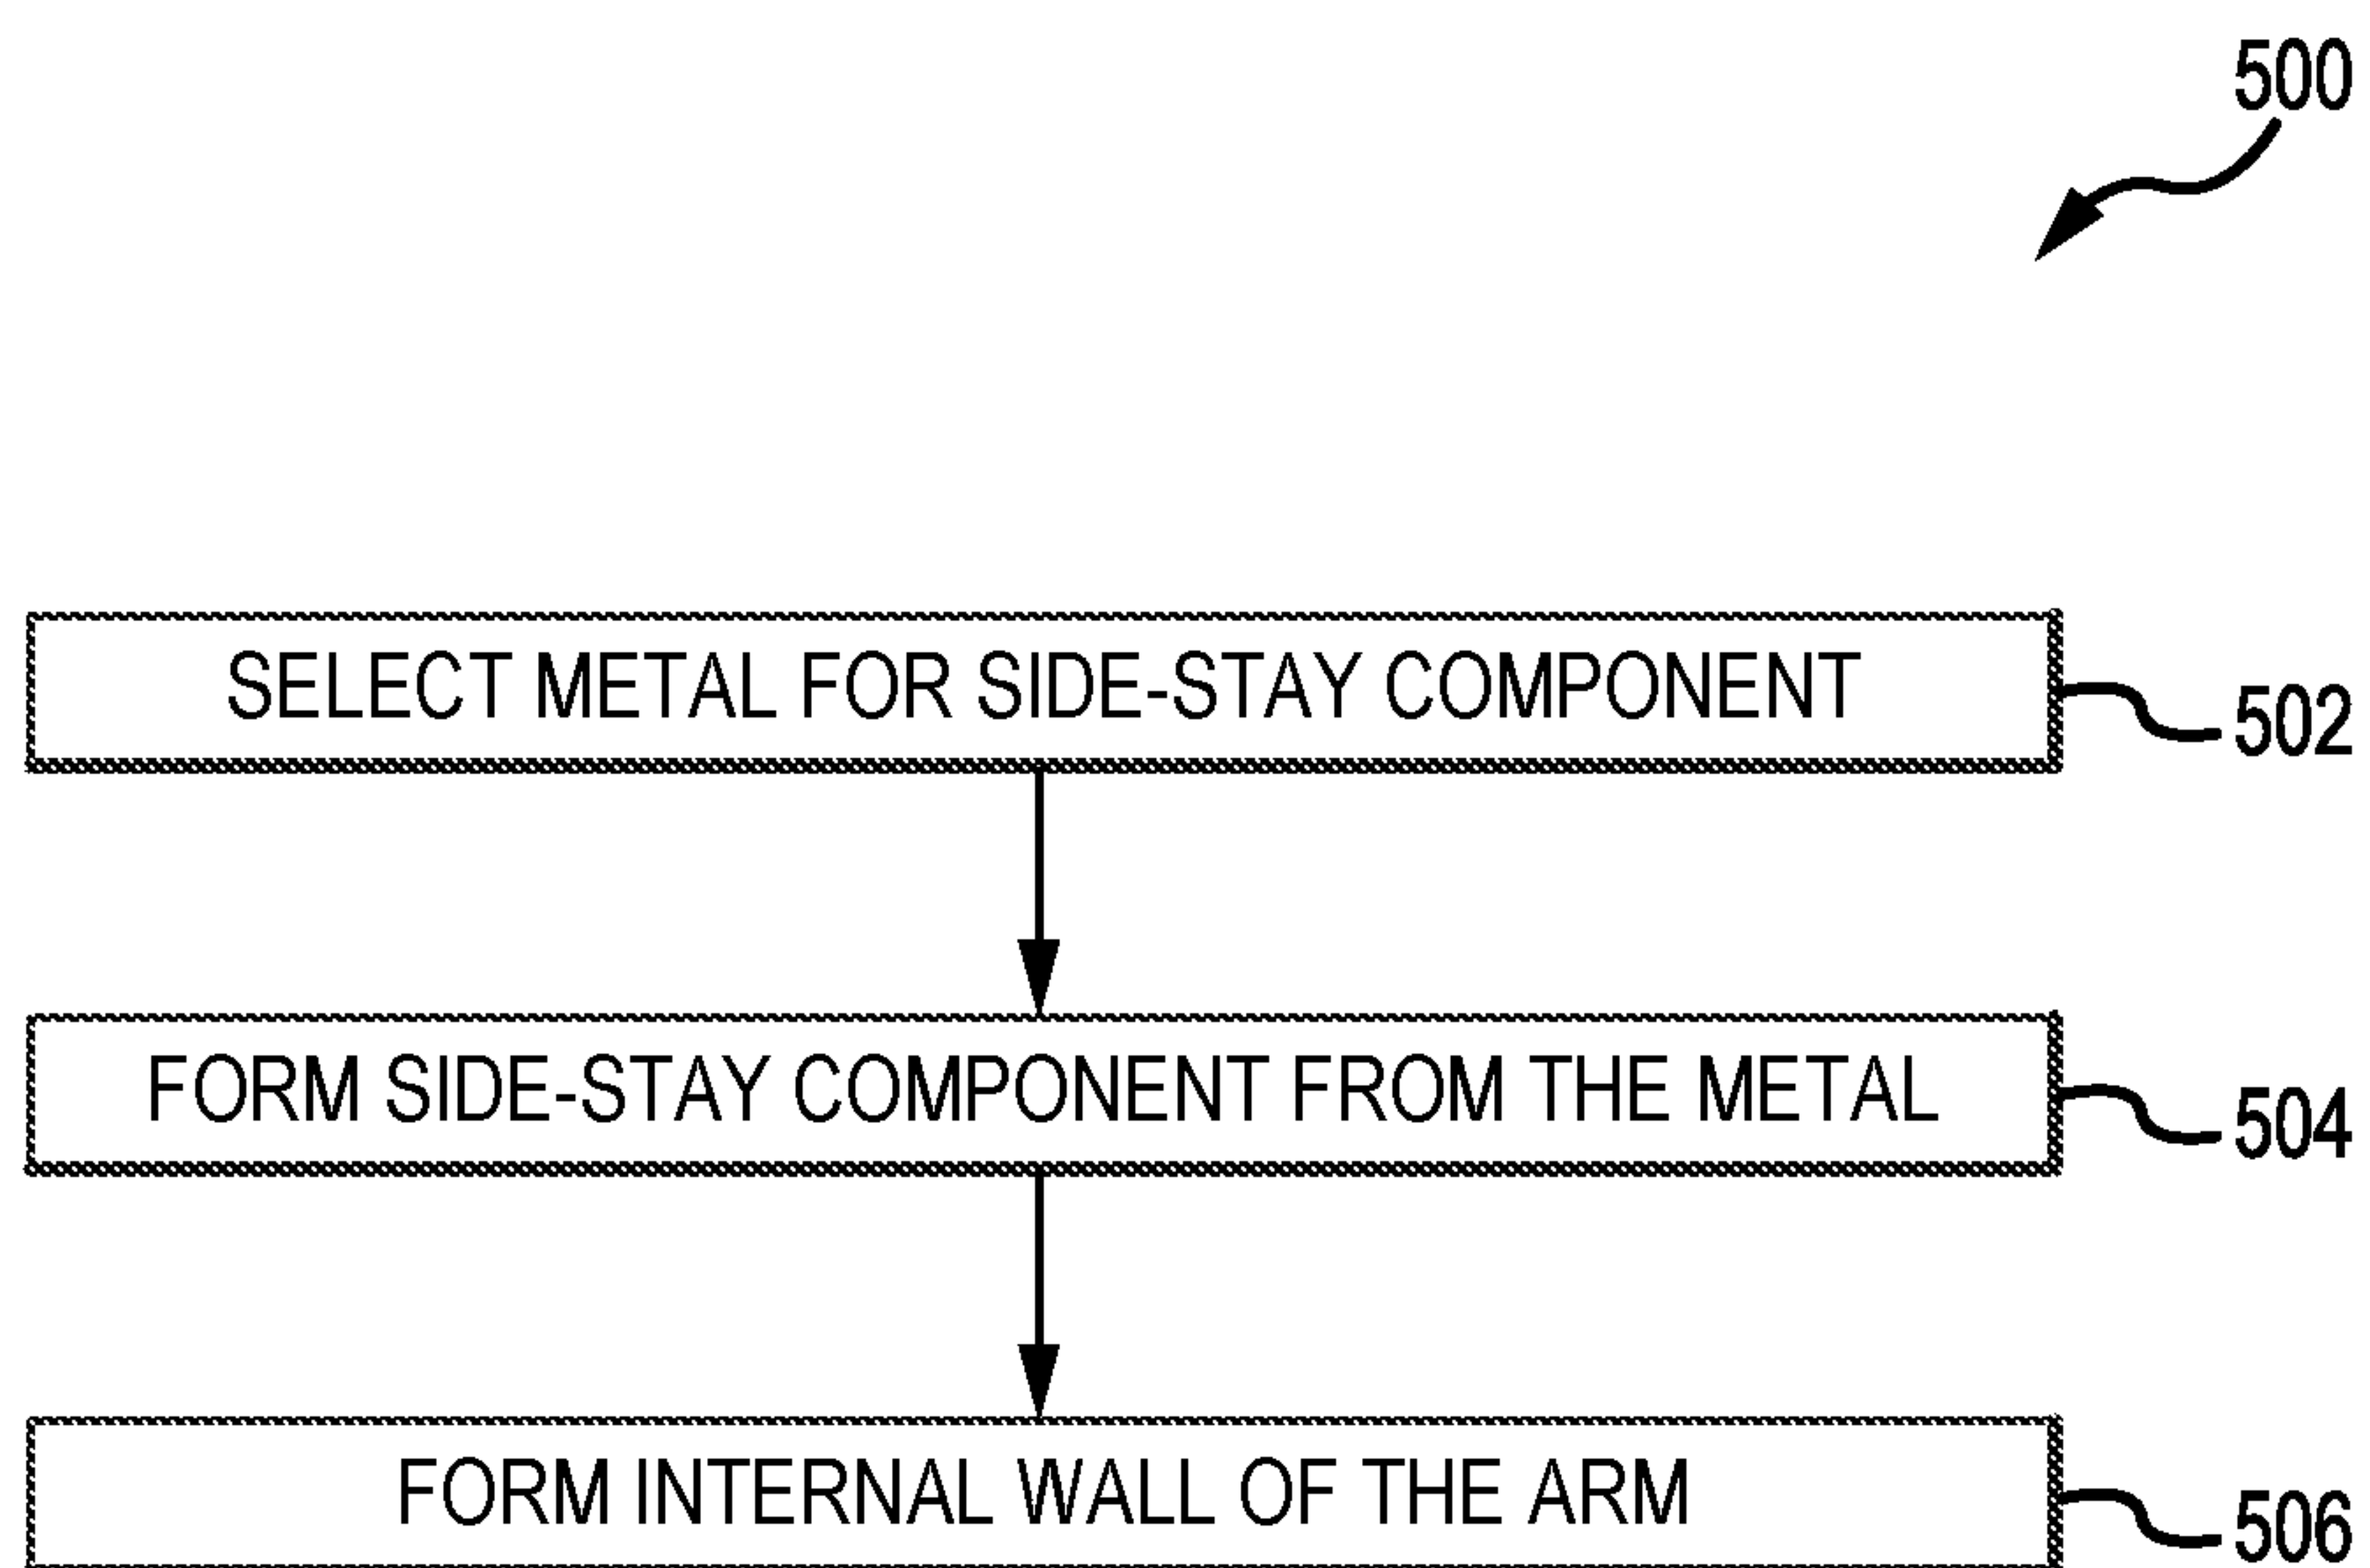 500
SELECT METAL FOR SIDE-STAY COMPONENT
502
FORM SIDE-STAY COMPONENT FROM THE METAL
504
FORM INTERNAL WALL OF THE ARM
506